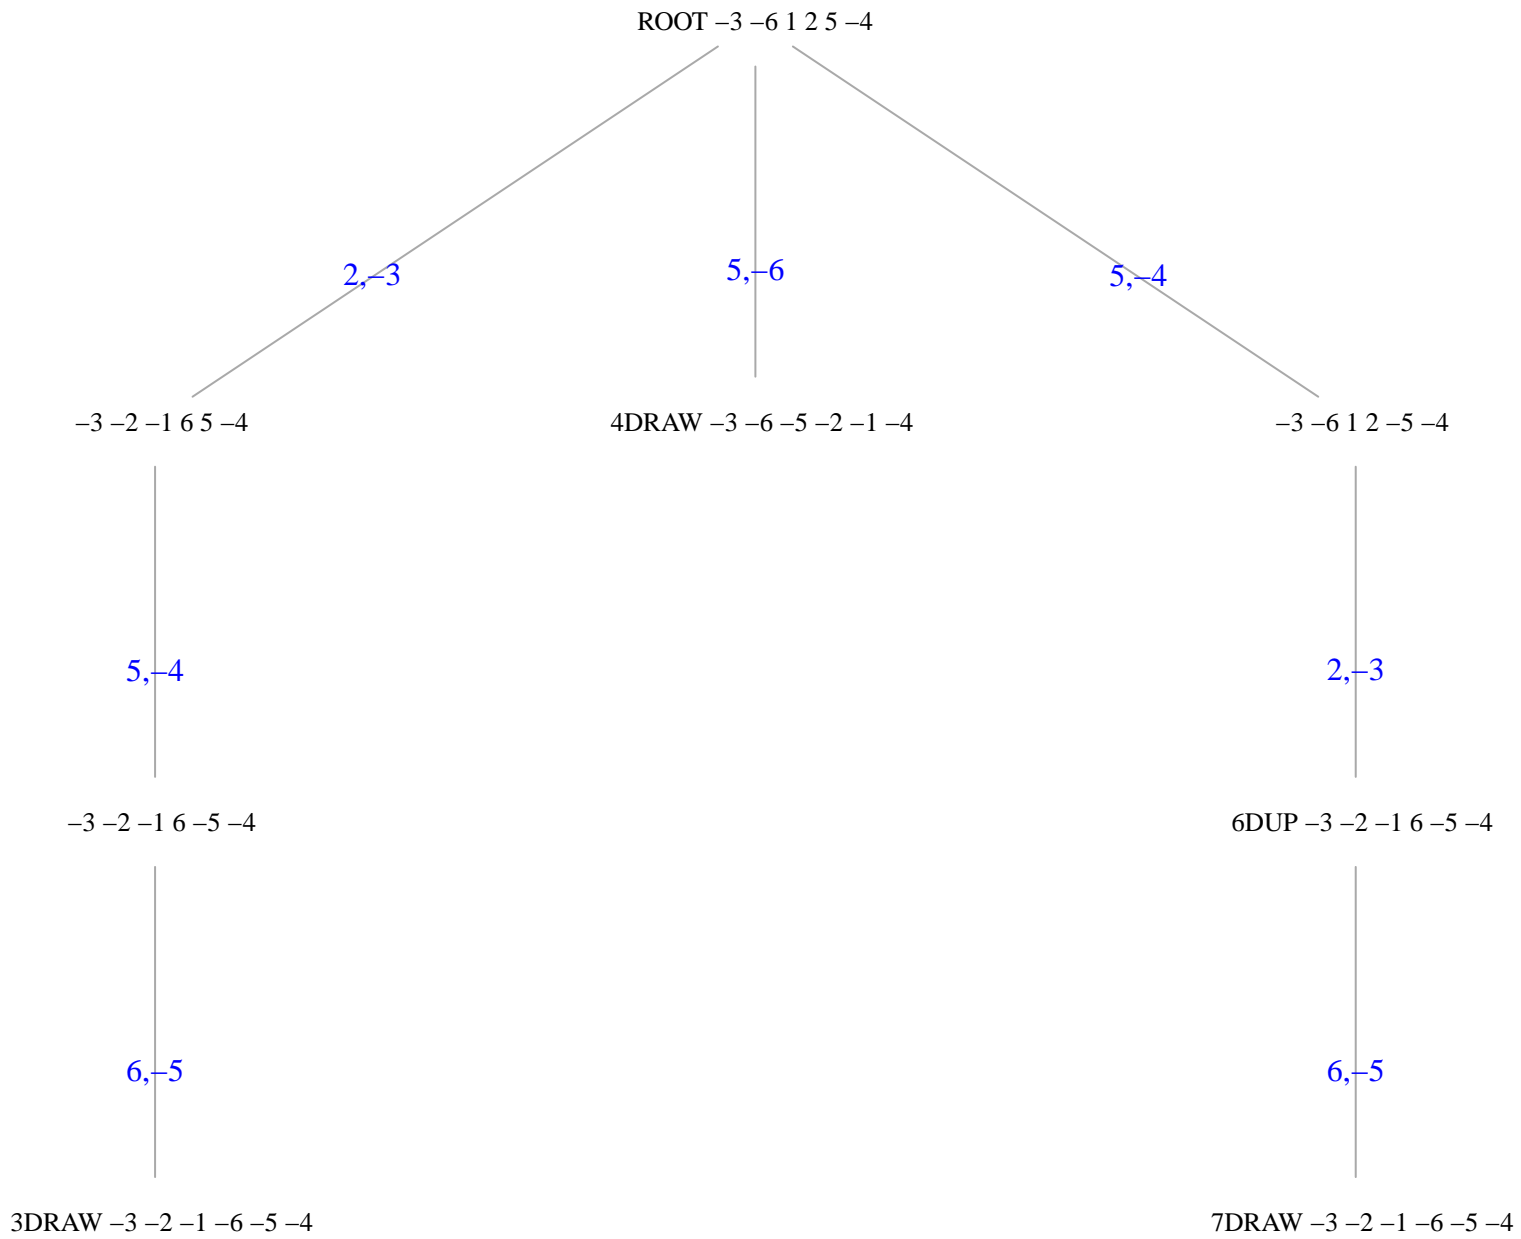 ROOT –3 –6 1 2 5 –4
2,–3
5,–6
5,–4
–3 –2 –1 6 5 –4
4DRAW –3 –6 –5 –2 –1 –4
–3 –6 1 2 –5 –4
5,–4
2,–3
–3 –2 –1 6 –5 –4
6DUP –3 –2 –1 6 –5 –4
6,–5
6,–5
3DRAW –3 –2 –1 –6 –5 –4
7DRAW –3 –2 –1 –6 –5 –4